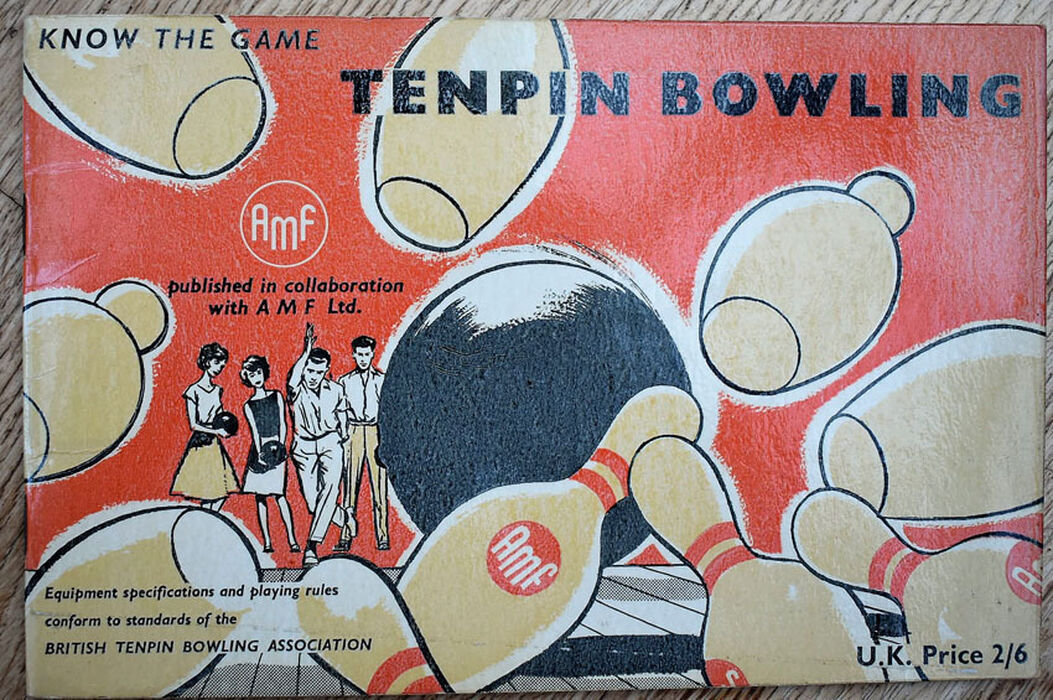 KNOW THE GAME
TENPIN BOWLING
AMF
published in collaboration
with A M F Ltd.
AMF
Equipment specifications and playing rules
conform to standards of the
BRITISH TENPIN BOWLING ASSOCIATION
U.K. Price 2/6